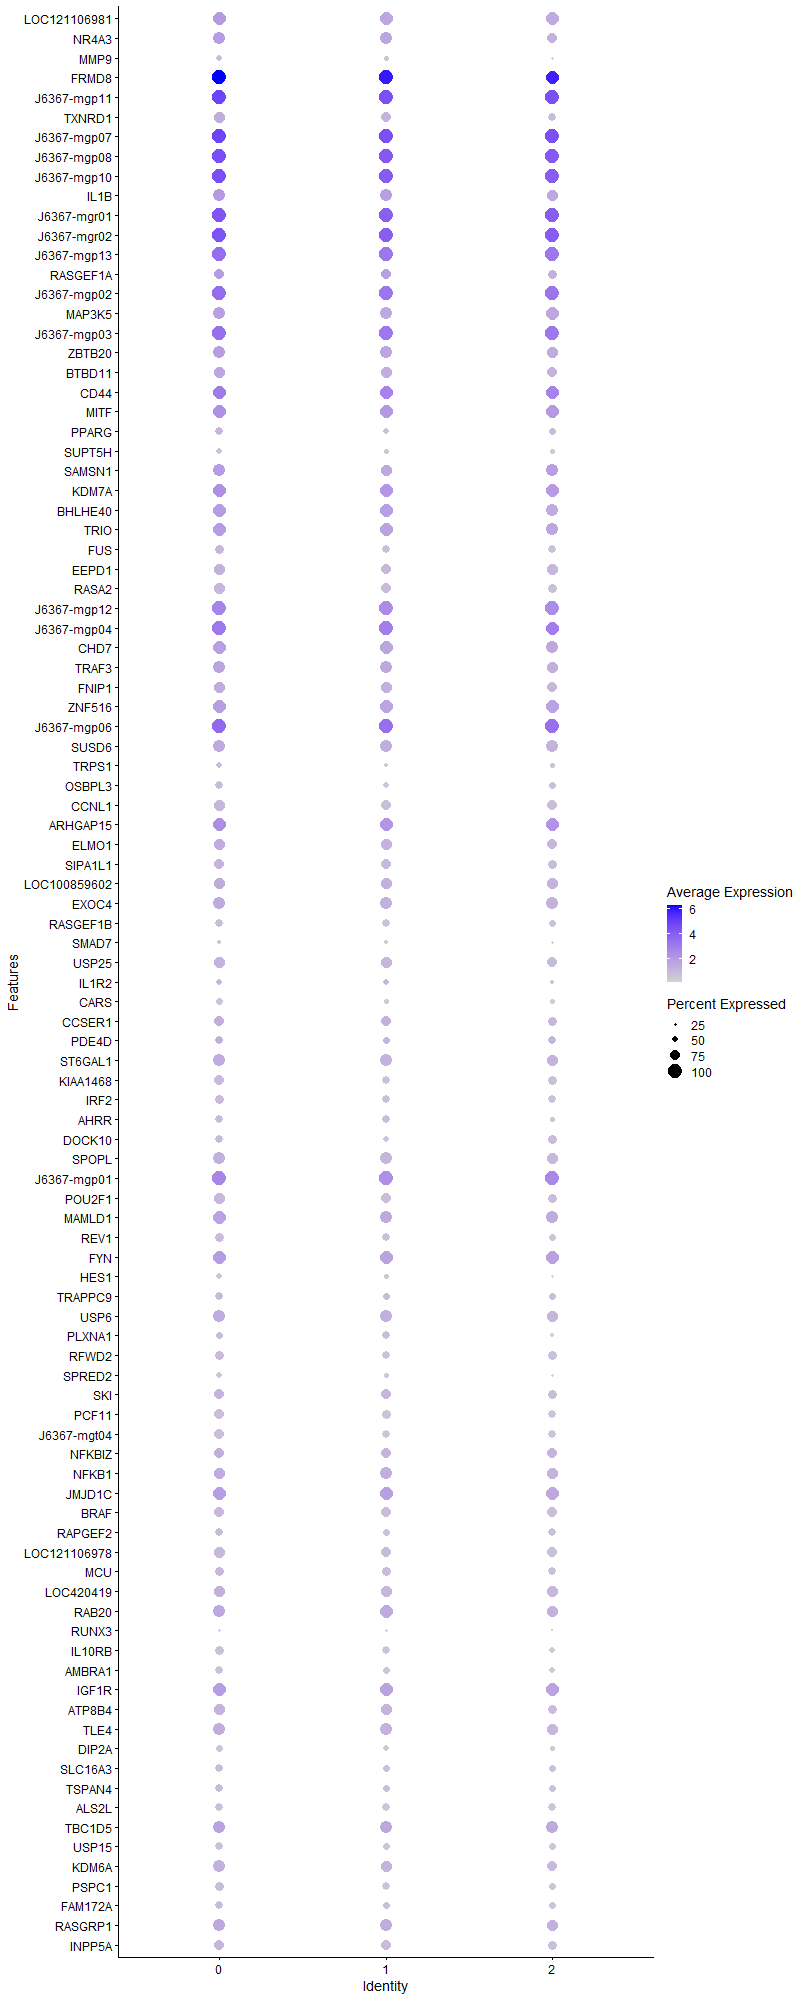 LOC121106981
NR4A3
MMP9
FRMD8
J6367-mgp11
TXNRD1
J6367-mgp07
J6367-mgp08
J6367-mgp10
IL1B
J6367-mgr01
J6367-mgr02
J6367-mgp13
RASGEF1A
J6367-mgp02
MAP3K5
J6367-mgp03
ZBTB20
BTBD11
CD44
MITF
PPARG
SUPT5H
SAMSN1
KDM7A
BHLHE40
TRIO
FUS
EEPD1
RASA2
J6367-mgp12
J6367-mgp04
CHD7
TRAF3
FNIP1
ZNF516
J6367-mgp06
SUSD6
TRPS1
OSBPL3
CCNL1
ARHGAP15
ELMO1
SIPA1L1
LOC100859602
EXOC4
RASGEF1B
SMAD7
USP25
IL1R2
CARS
CCSER1
PDE4D
ST6GAL1
KIAA1468
IRF2
AHRR
DOCK10
SPOPL
J6367-mgp01
POU2F1
MAMLD1
REV1
FYN
HES1
TRAPPC9
USP6
PLXNA1
RFWD2
SPRED2
SKI
PCF11
J6367-mgt04
NFKBIZ
NFKB1
JMJD1C
BRAF
RAPGEF2
LOC121106978
MCU
LOC420419
RAB20
RUNX3
IL10RB
AMBRA1
IGF1R
ATP8B4
TLE4
DIP2A
SLC16A3
TSPAN4
ALS2L
TBC1D5
USP15
KDM6A
PSPC1
FAM172A
RASGRP1
INPP5A
Features
0 1 2
Identity
Average Expression
6
4
2
Percent Expressed
25
50
75
100